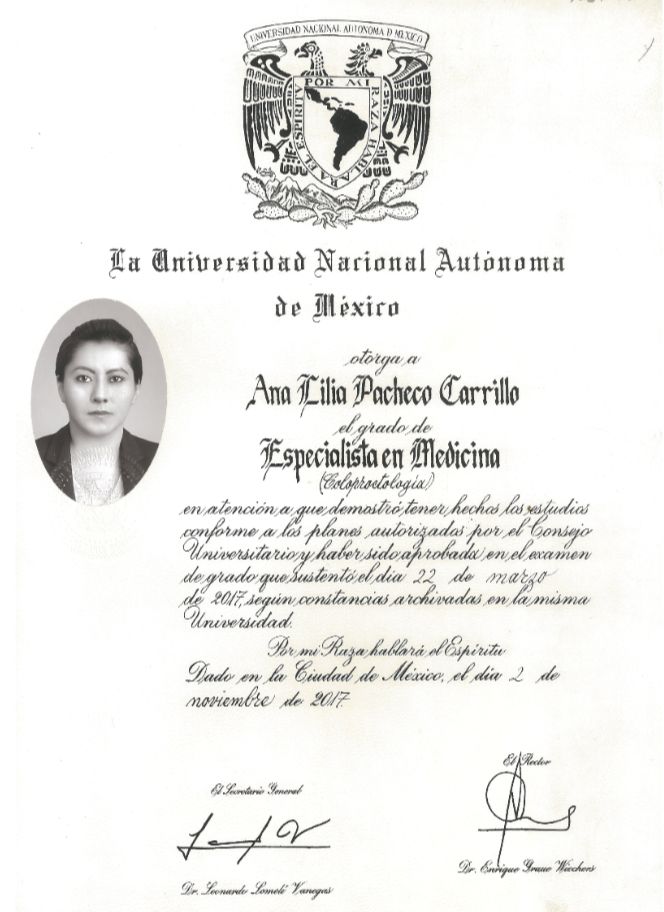 UNIVERSIDAD NACIONAL AUTONOMA D MEXICO
POR MI RAZA HABLARA EL ESPIRITU
La Universidad Nacional Autónoma
de México
otorga a
Ana Lilia Pacheco Carrillo
el grado de
Especialista en Medicina
(Coloproctología)
en atención a que demostró tener hechos los estudios
conforme a los planes autorizados por el Consejo
Universitario y haber sido aprobada en el examen
de grado que sustentó el día 22 de marzo
de 2017, según constancias archivadas en la misma
Universidad.
Por mi Raza hablará el Espíritu
Dado en la Ciudad de México, el día 2 de
noviembre de 2017.
El Rector
El Secretario General
Dr. Enrique Graue Wiechers
Dr. Leonardo Lomelí Vanegas